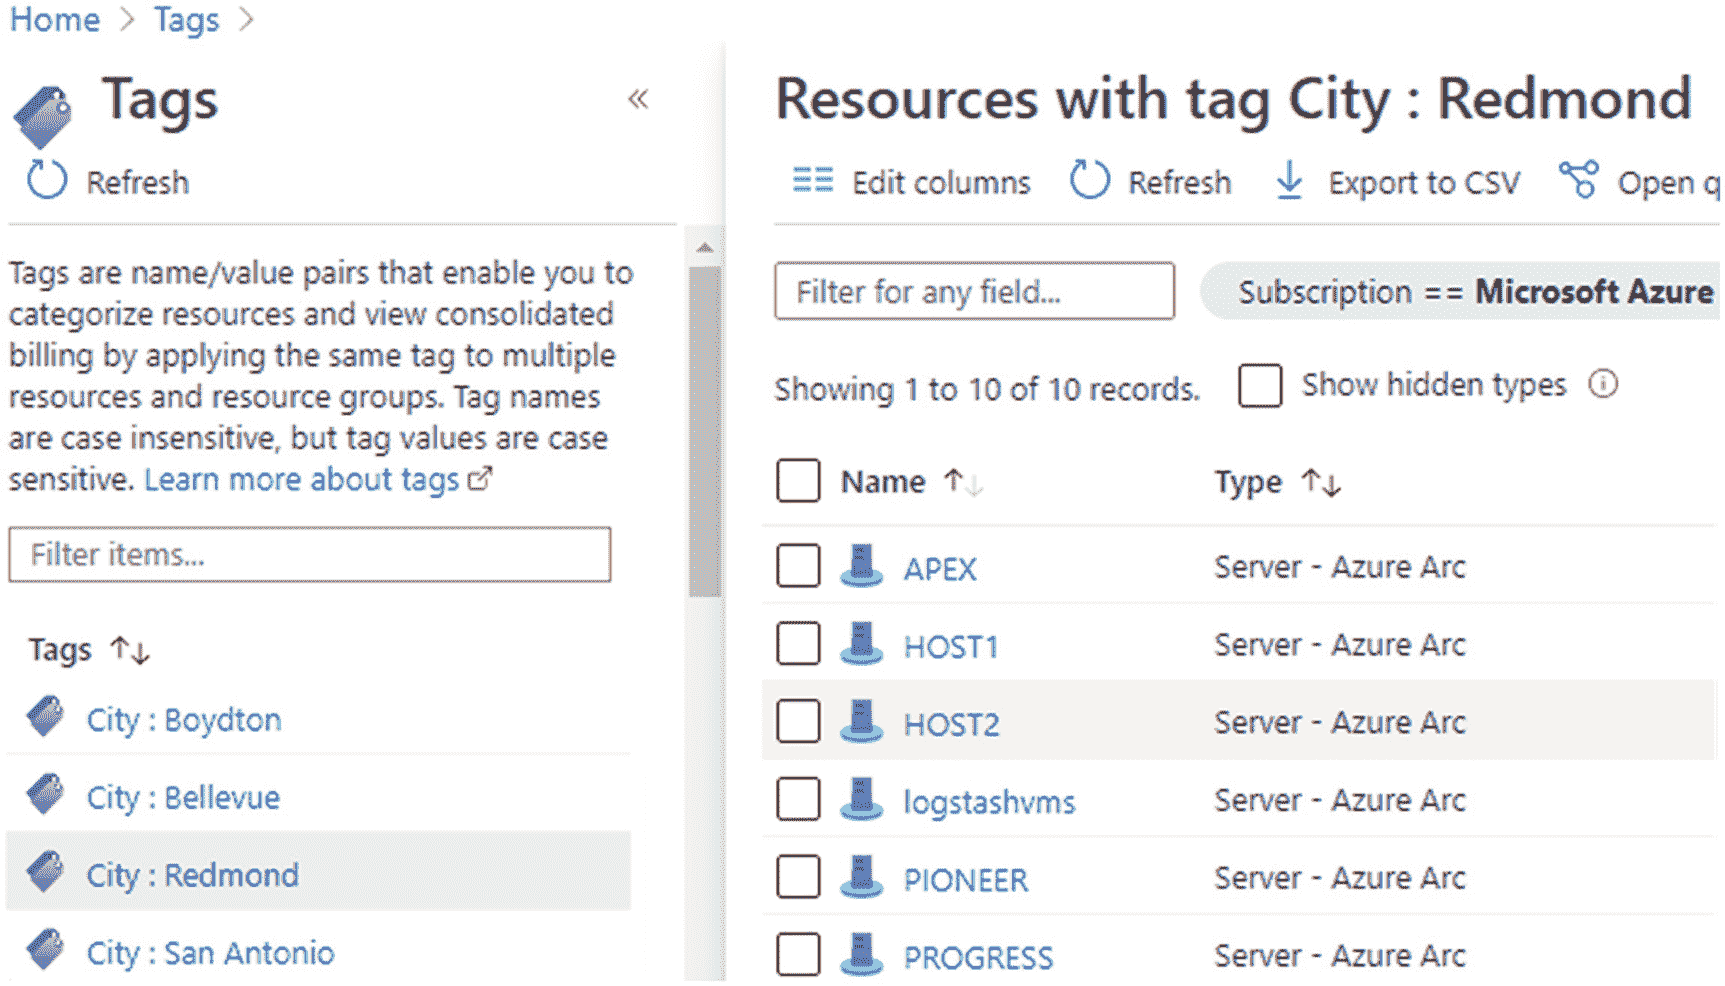 Home > Tags >
Tags
«
Refresh
Tags are name/value pairs that enable you to
categorize resources and view consolidated
billing by applying the same tag to multiple
resources and resource groups. Tag names
are case insensitive, but tag values are case
sensitive. Learn more about tags
Filter items...
Tags ↑↓
City : Boydton
City : Bellevue
City : Redmond
City : San Antonio
Resources with tag City : Redmond
Edit columns Refresh Export to CSV Open q
Filter for any field... Subscription == Microsoft Azure
Showing 1 to 10 of 10 records. Show hidden types
Name ↑↓ Type ↑↓
APEX Server - Azure Arc
HOST1 Server - Azure Arc
HOST2 Server - Azure Arc
logstashvms Server - Azure Arc
PIONEER Server - Azure Arc
PROGRESS Server - Azure Arc